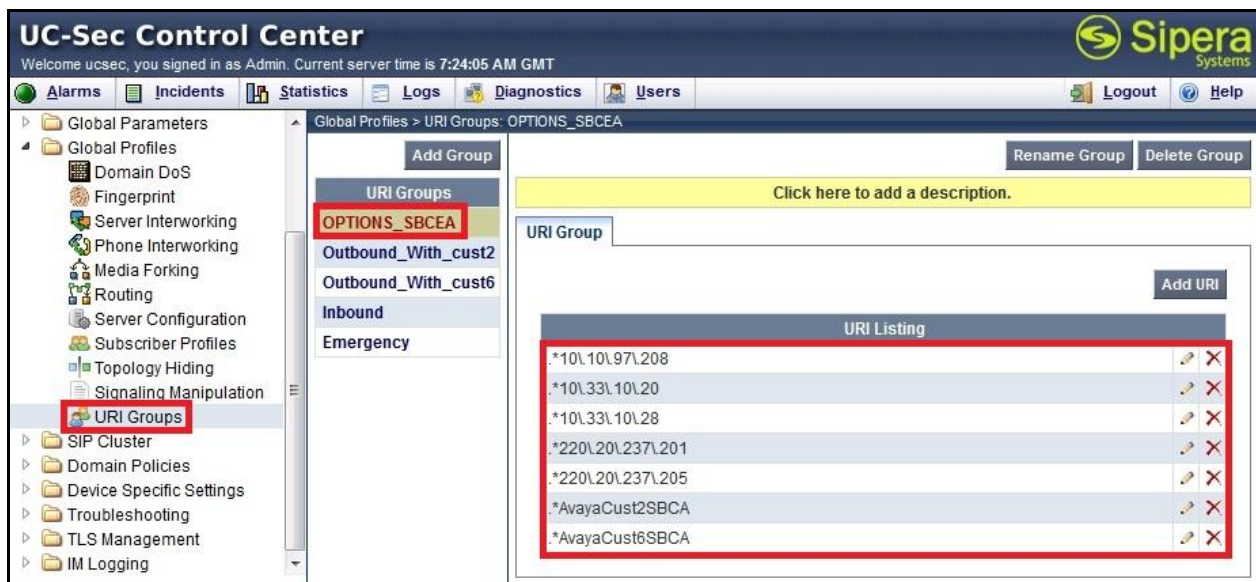 UC-Sec Control Center
Welcome ucsec, you signed in as Admin. Current server time is 7:24:05 AM GMT
Sipera
Systems
Alarms Incidents Statistics Logs Diagnostics Users Logout Help
Global Parameters
Global Profiles
Domain DoS
Fingerprint
Server Interworking
Phone Interworking
Media Forking
Routing
Server Configuration
Subscriber Profiles
Topology Hiding
Signaling Manipulation
URI Groups
SIP Cluster
Domain Policies
Device Specific Settings
Troubleshooting
TLS Management
IM Logging
Global Profiles > URI Groups: OPTIONS_SBCEA
Add Group
URI Groups
OPTIONS_SBCEA
Outbound_With_cust2
Outbound_With_cust6
Inbound
Emergency
Rename Group Delete Group
Click here to add a description.
URI Group
Add URI
URI Listing
.*10\.10\.97\.208
.*10\.33\.10\.20
.*10\.33\.10\.28
.*220\.20\.237\.201
.*220\.20\.237\.205
.*AvayaCust2SBCA
.*AvayaCust6SBCA